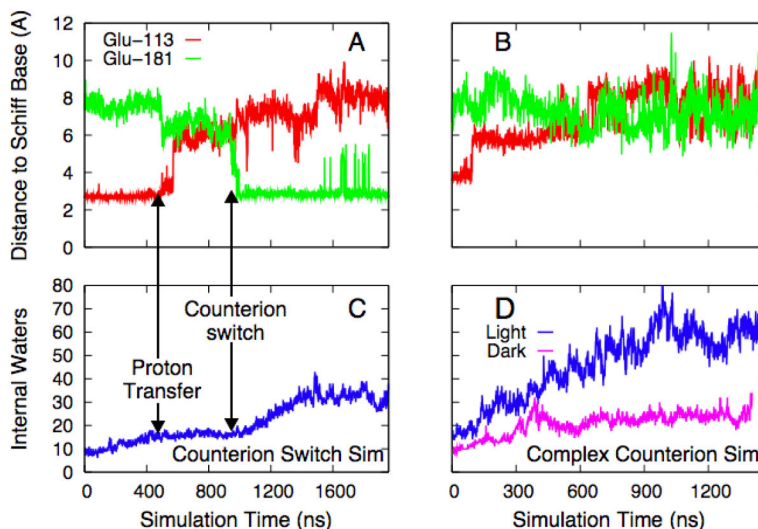 Distance to Schiff Base (A)
12
10
8
6
4
2
0
Glu-113
Glu-181
A
B
Internal Waters
80
70
60
50
40
30
20
10
0
C
Proton
Transfer
Counterion
switch
Counterion Switch Sim
D
Light
Dark
Complex Counterion Sim
0 400 800 1200 1600
0 300 600 900 1200
Simulation Time (ns)
Simulation Time (ns)